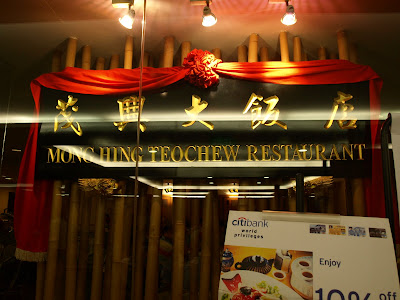 茂興大飯店
MONG HING TEOCHEW RESTAURANT
citibank
world
privileges
Enjoy
10% off